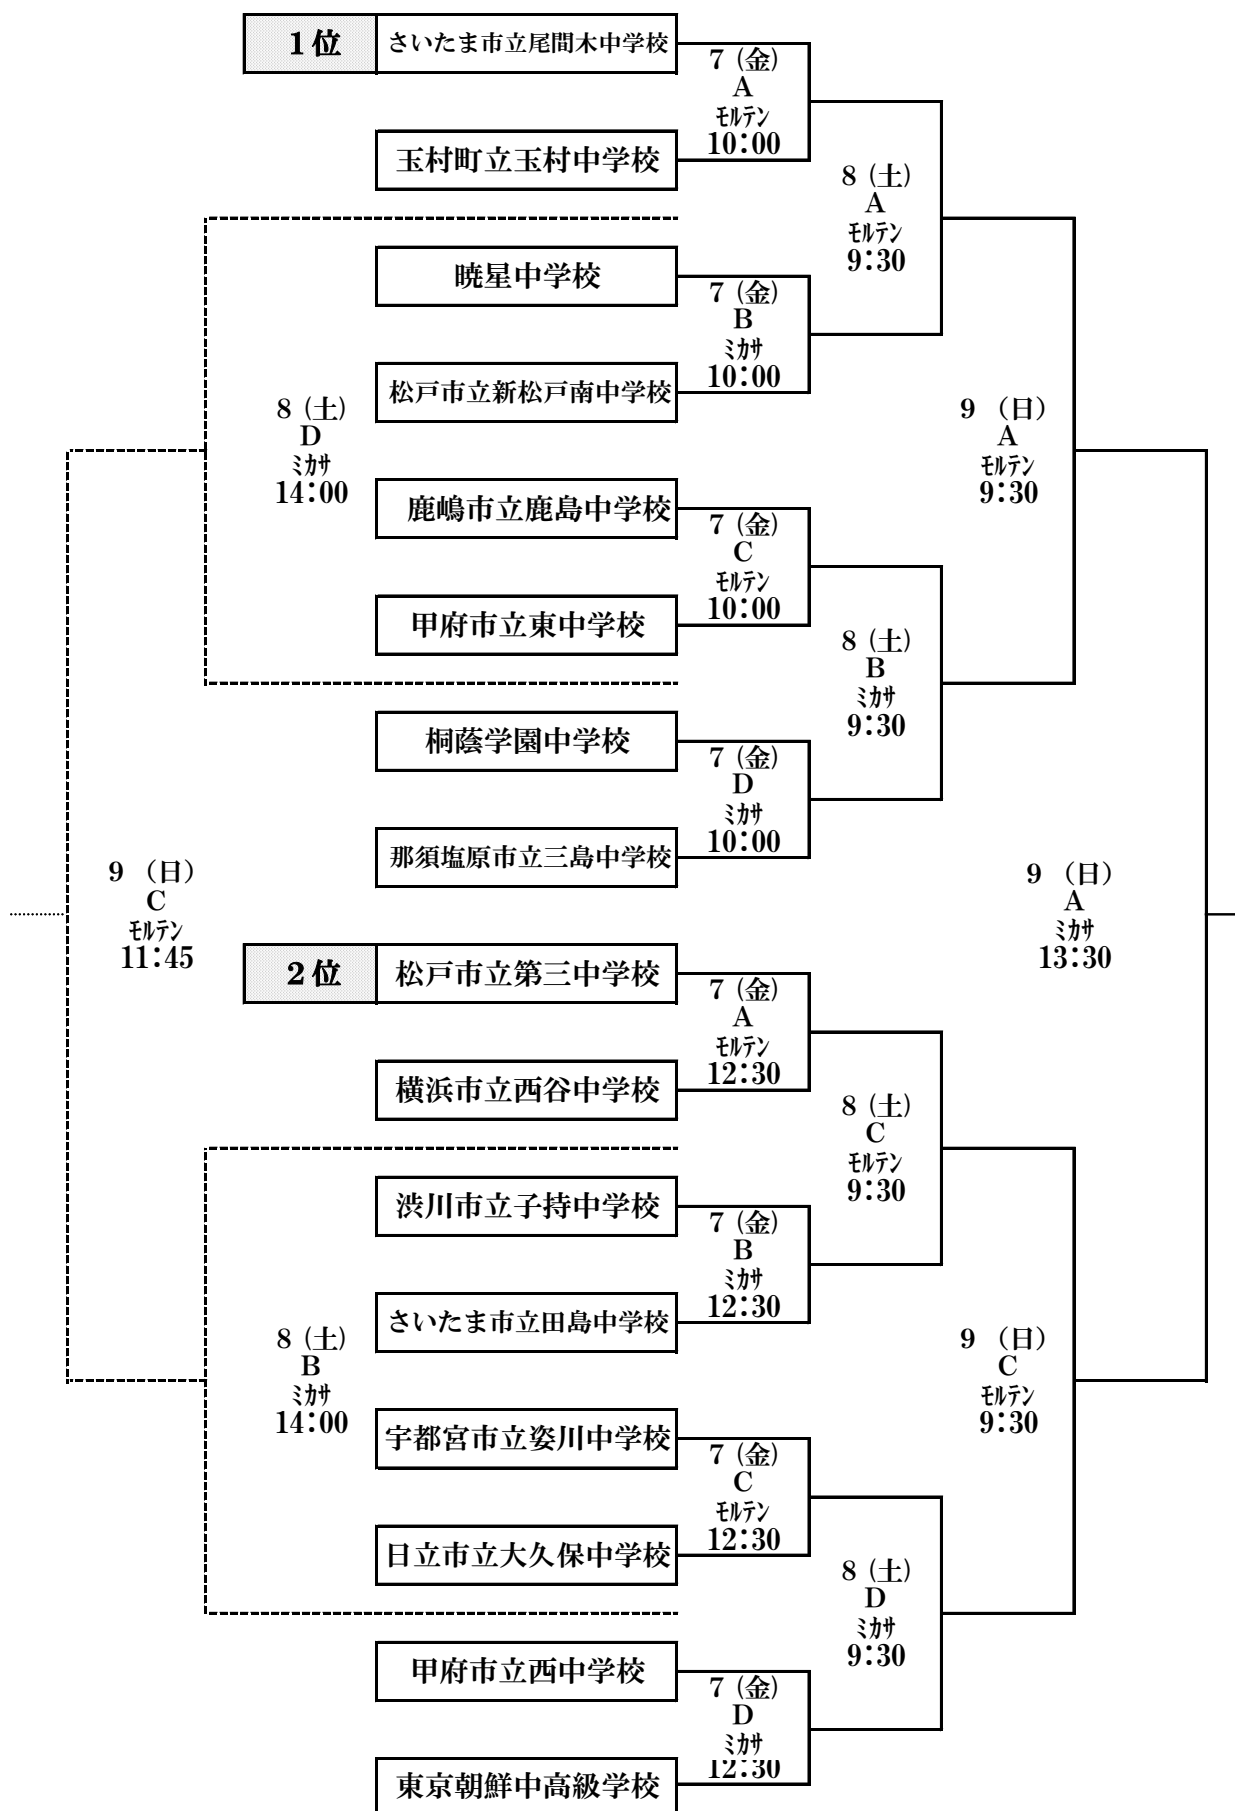 1位 さいたま市立尾間木中学校
7 (金)
A
ﾓﾙﾃﾝ
10：00
玉村町立玉村中学校
8 (土)
A
ﾓﾙﾃﾝ
9：30
暁星中学校
7 (金)
B
ﾐｶｻ
10：00
松戸市立新松戸南中学校
8 (土)
D
ﾐｶｻ
14：00
9 （日）
A
ﾓﾙﾃﾝ
9：30
鹿嶋市立鹿島中学校
7 (金)
C
ﾓﾙﾃﾝ
10：00
甲府市立東中学校
8 (土)
B
ﾐｶｻ
9：30
桐蔭学園中学校
7 (金)
D
ﾐｶｻ
10：00
那須塩原市立三島中学校
9 （日）
C
ﾓﾙﾃﾝ
11：45
9 （日）
A
ﾐｶｻ
13：30
2位 松戸市立第三中学校
7 (金)
A
ﾓﾙﾃﾝ
12：30
横浜市立西谷中学校
8 (土)
C
ﾓﾙﾃﾝ
9：30
渋川市立子持中学校
7 (金)
B
ﾐｶｻ
12：30
さいたま市立田島中学校
8 (土)
B
ﾐｶｻ
14：00
9 （日）
C
ﾓﾙﾃﾝ
9：30
宇都宮市立姿川中学校
7 (金)
C
ﾓﾙﾃﾝ
12：30
日立市立大久保中学校
8 (土)
D
ﾐｶｻ
9：30
甲府市立西中学校
7 (金)
D
ﾐｶｻ
12：30
東京朝鮮中高級学校